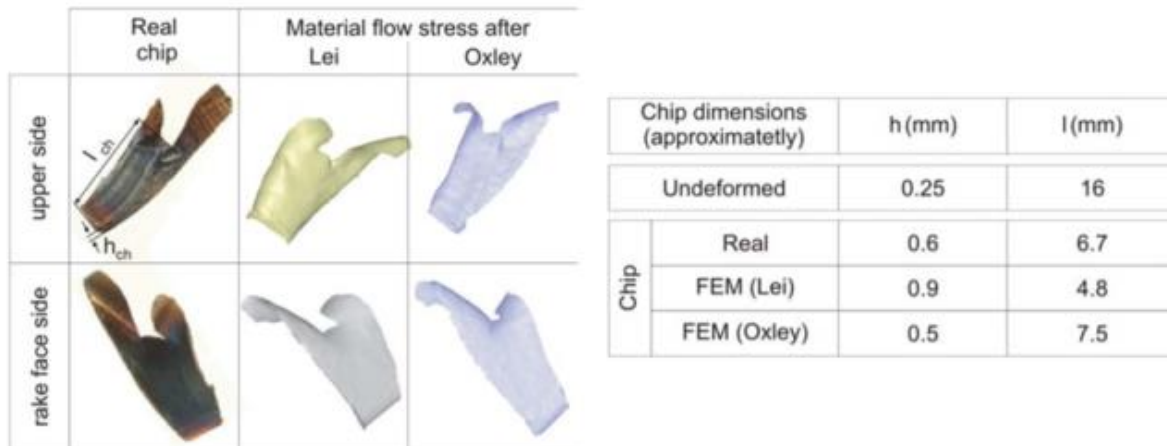 Real
chip
Material flow stress after
Lei
Oxley
upper side
l ch
h ch
rake face side
Chip dimensions
(approximatetly)
h (mm)
l (mm)
Undeformed
0.25
16
Chip
Real
0.6
6.7
FEM (Lei)
0.9
4.8
FEM (Oxley)
0.5
7.5